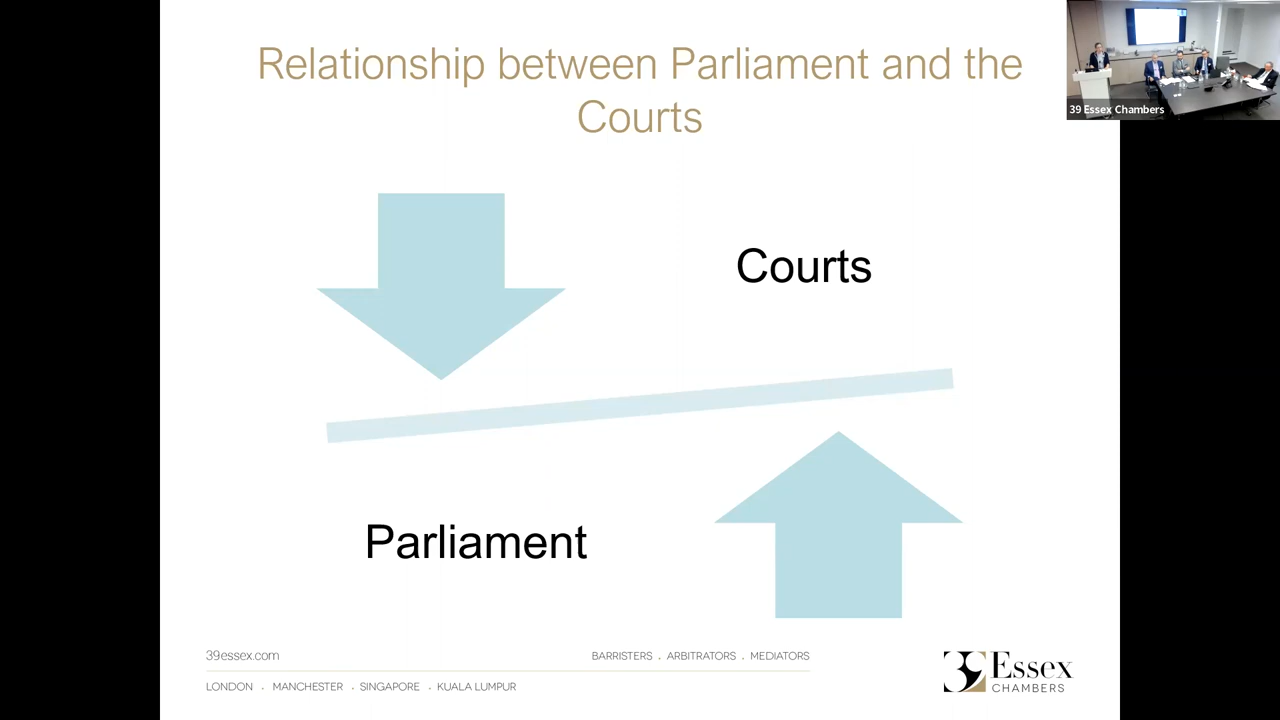 Relationship between Parliament and the
Courts
39 Essex Chambers
Courts
Parliament
39essex.com
BARRISTERS . ARBITRATORS . MEDIATORS
LONDON . MANCHESTER . SINGAPORE . KUALA LUMPUR
39 Essex
CHAMBERS